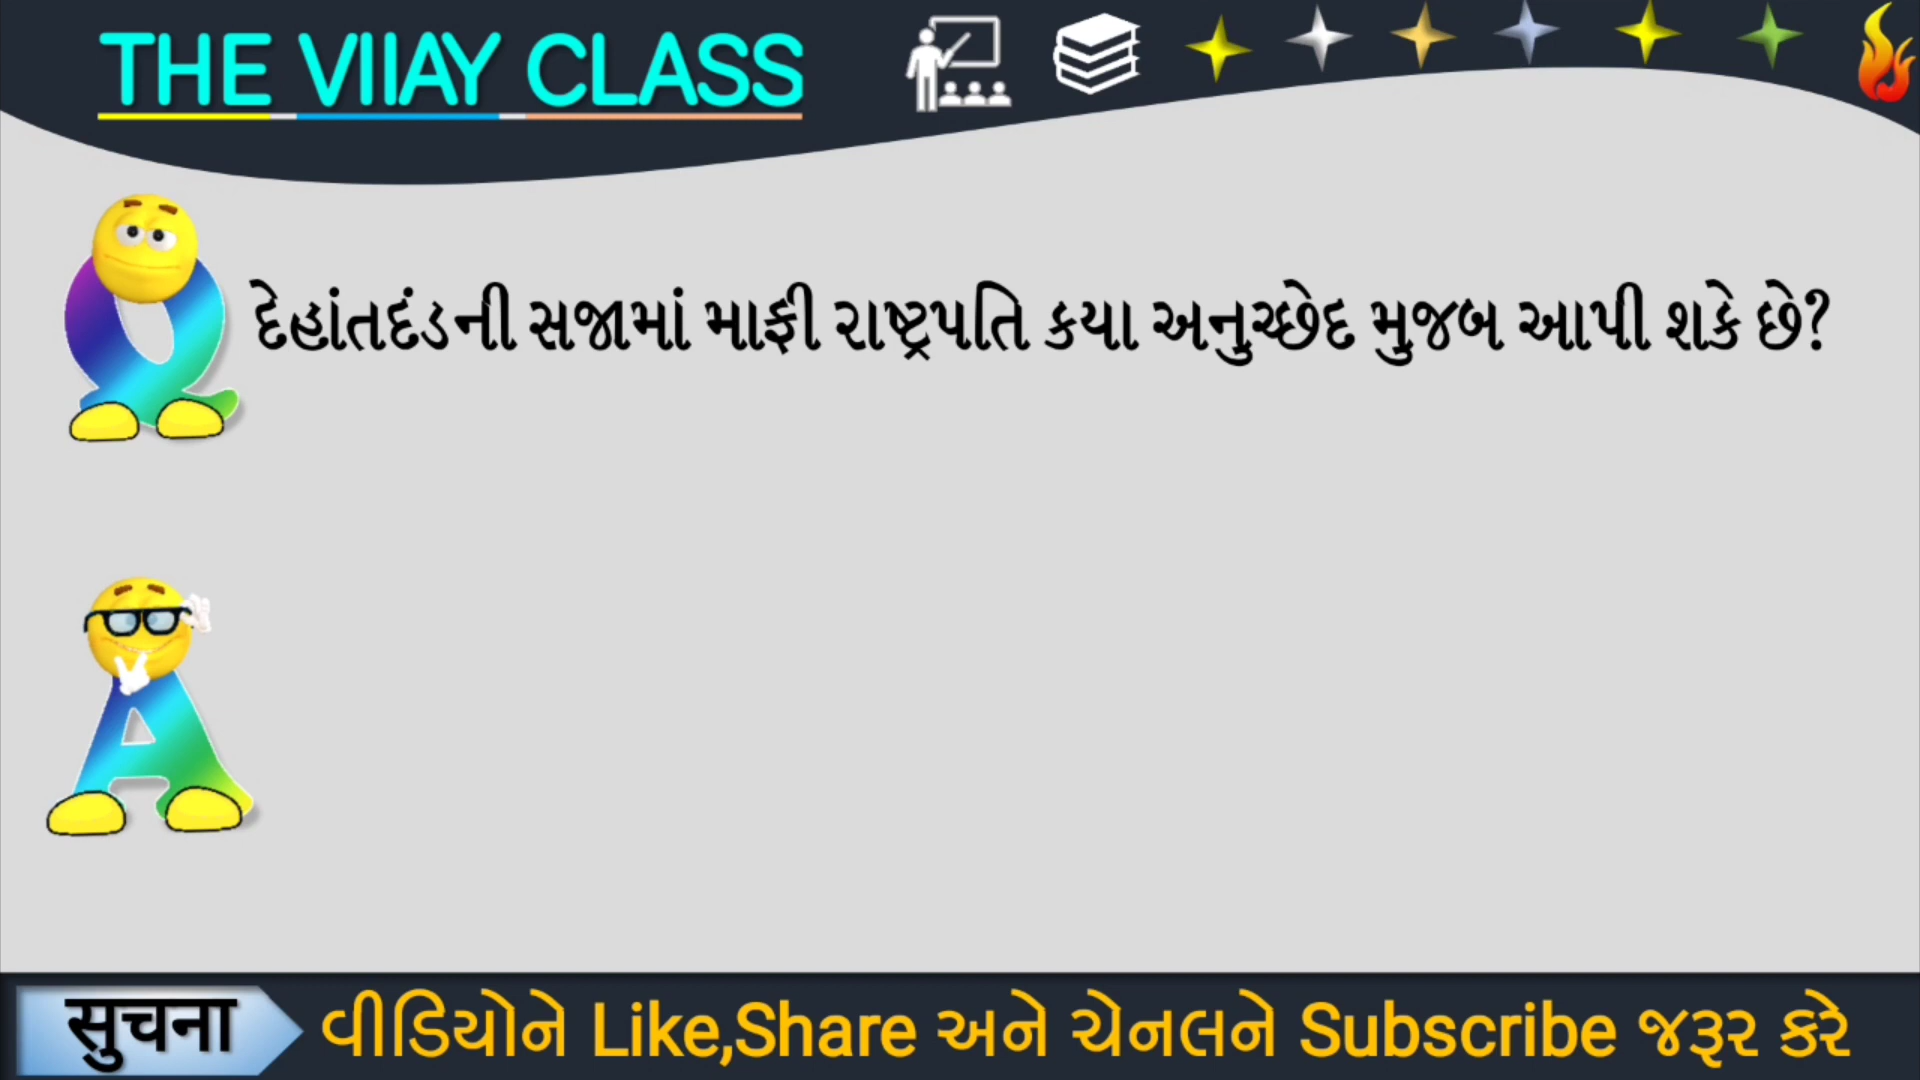 THE VIIAY CLASS
દેહાંતદંડની સજામાં માફી રાષ્ટ્રપતિ કયા અનુચ્છેદ મુજબ આપી શકે છે?
सुचना
વીડિયોને Like,Share અને ચેનલને Subscribe જરૂર કરે